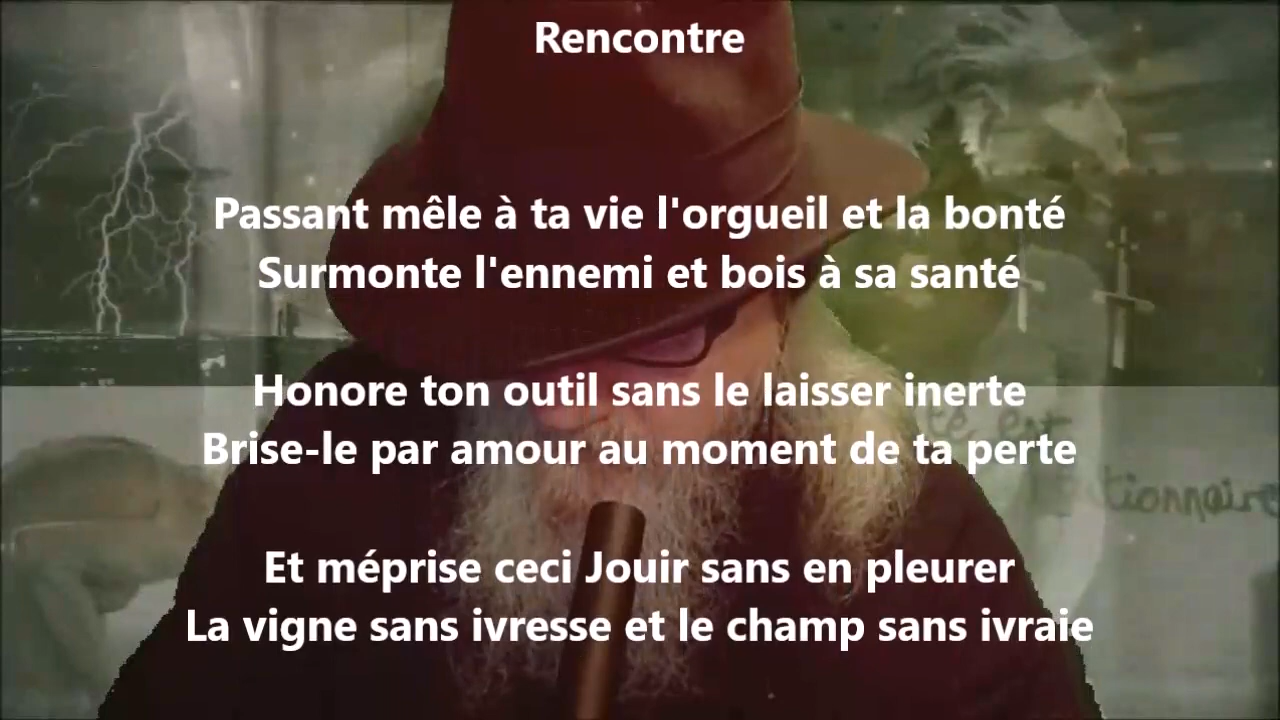 Rencontre
Passant mêle à ta vie l'orgueil et la bonté
Surmonte l'ennemi et bois à sa santé
Honore ton outil sans le laisser inerte
Brise-le par amour au moment de ta perte
Et méprise ceci Jouir sans en pleurer
La vigne sans ivresse et le champ sans ivraie